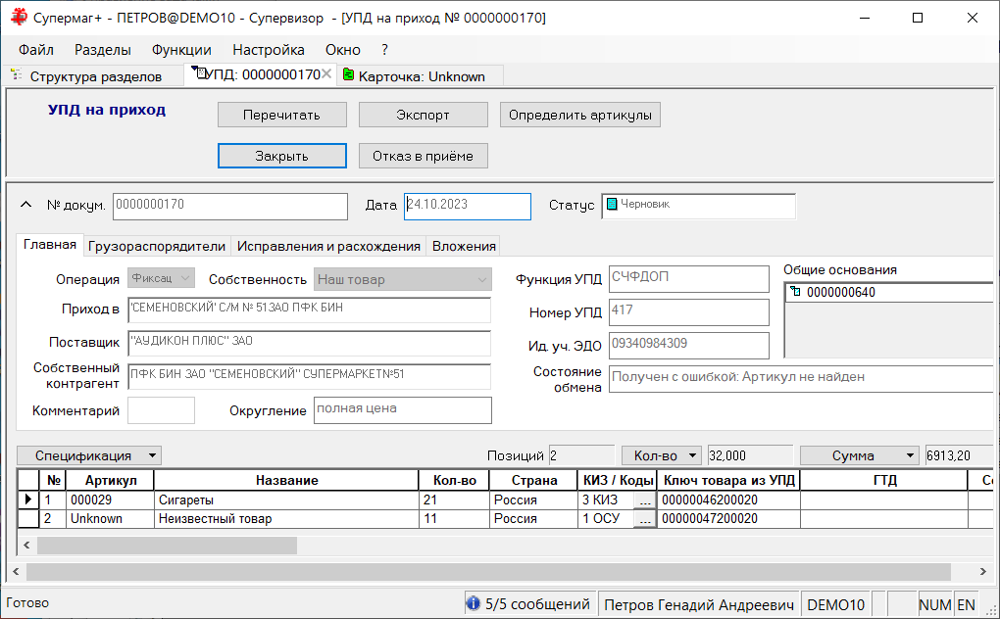 Супермаг+ - ПЕТРОВ@DEMO10 - Супервизор - [УПД на приход № 0000000170]
Файл Разделы Функции Настройка Окно ?
Структура разделов УПД: 0000000170 Карточка: Unknown
УПД на приход Перечитать Экспорт Определить артикулы
Закрыть Отказ в приёме
№ докум. 0000000170 Дата 24.10.2023 Статус Черновик
Главная Грузораспорядители Исправления и расхождения Вложения
Операция Фиксац Собственность Наш товар Функция УПД СЧФДОП Общие основания
0000000640
Приход в 'СЕМЕНОВСКИЙ' С/М № 51ЗАО ПФК БИН Номер УПД 417
Поставщик "АУДИКОН ПЛЮС" ЗАО Ид. уч. ЭДО 09340984309
Собственный контрагент ПФК БИН ЗАО "СЕМЕНОВСКИЙ" СУПЕРМАРКЕТ№51 Состояние обмена Получен с ошибкой: Артикул не найден
Комментарий Округление полная цена
Спецификация Позиций 2 Кол-во 32,000 Сумма 6913,20
№ Артикул Название Кол-во Страна КИЗ / Коды Ключ товара из УПД ГТД Се
1 000029 Сигареты 21 Россия 3 КИЗ ... 00000046200020
2 Unknown Неизвестный товар 11 Россия 1 ОСУ ... 00000047200020
Готово 5/5 сообщений Петров Генадий Андреевич DEMO10 NUM EN